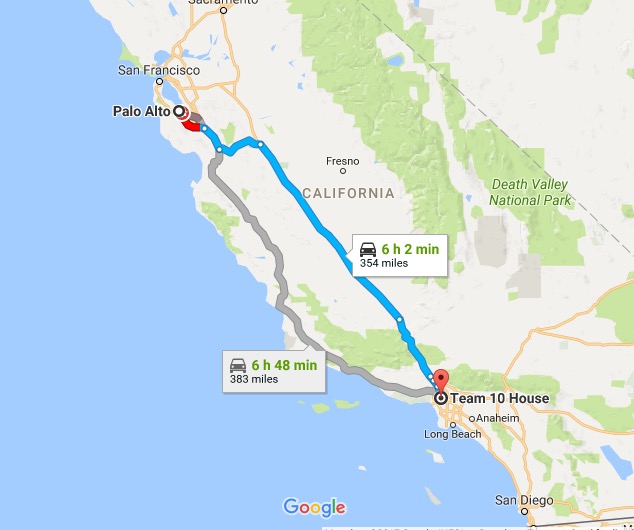 Sacramento
San Francisco
Palo Alto
Fresno
CALIFORNIA
Death Valley
National Park
6 h 2 min
354 miles
6 h 48 min
383 miles
Team 10 House
Anaheim
Long Beach
Google
San Diego